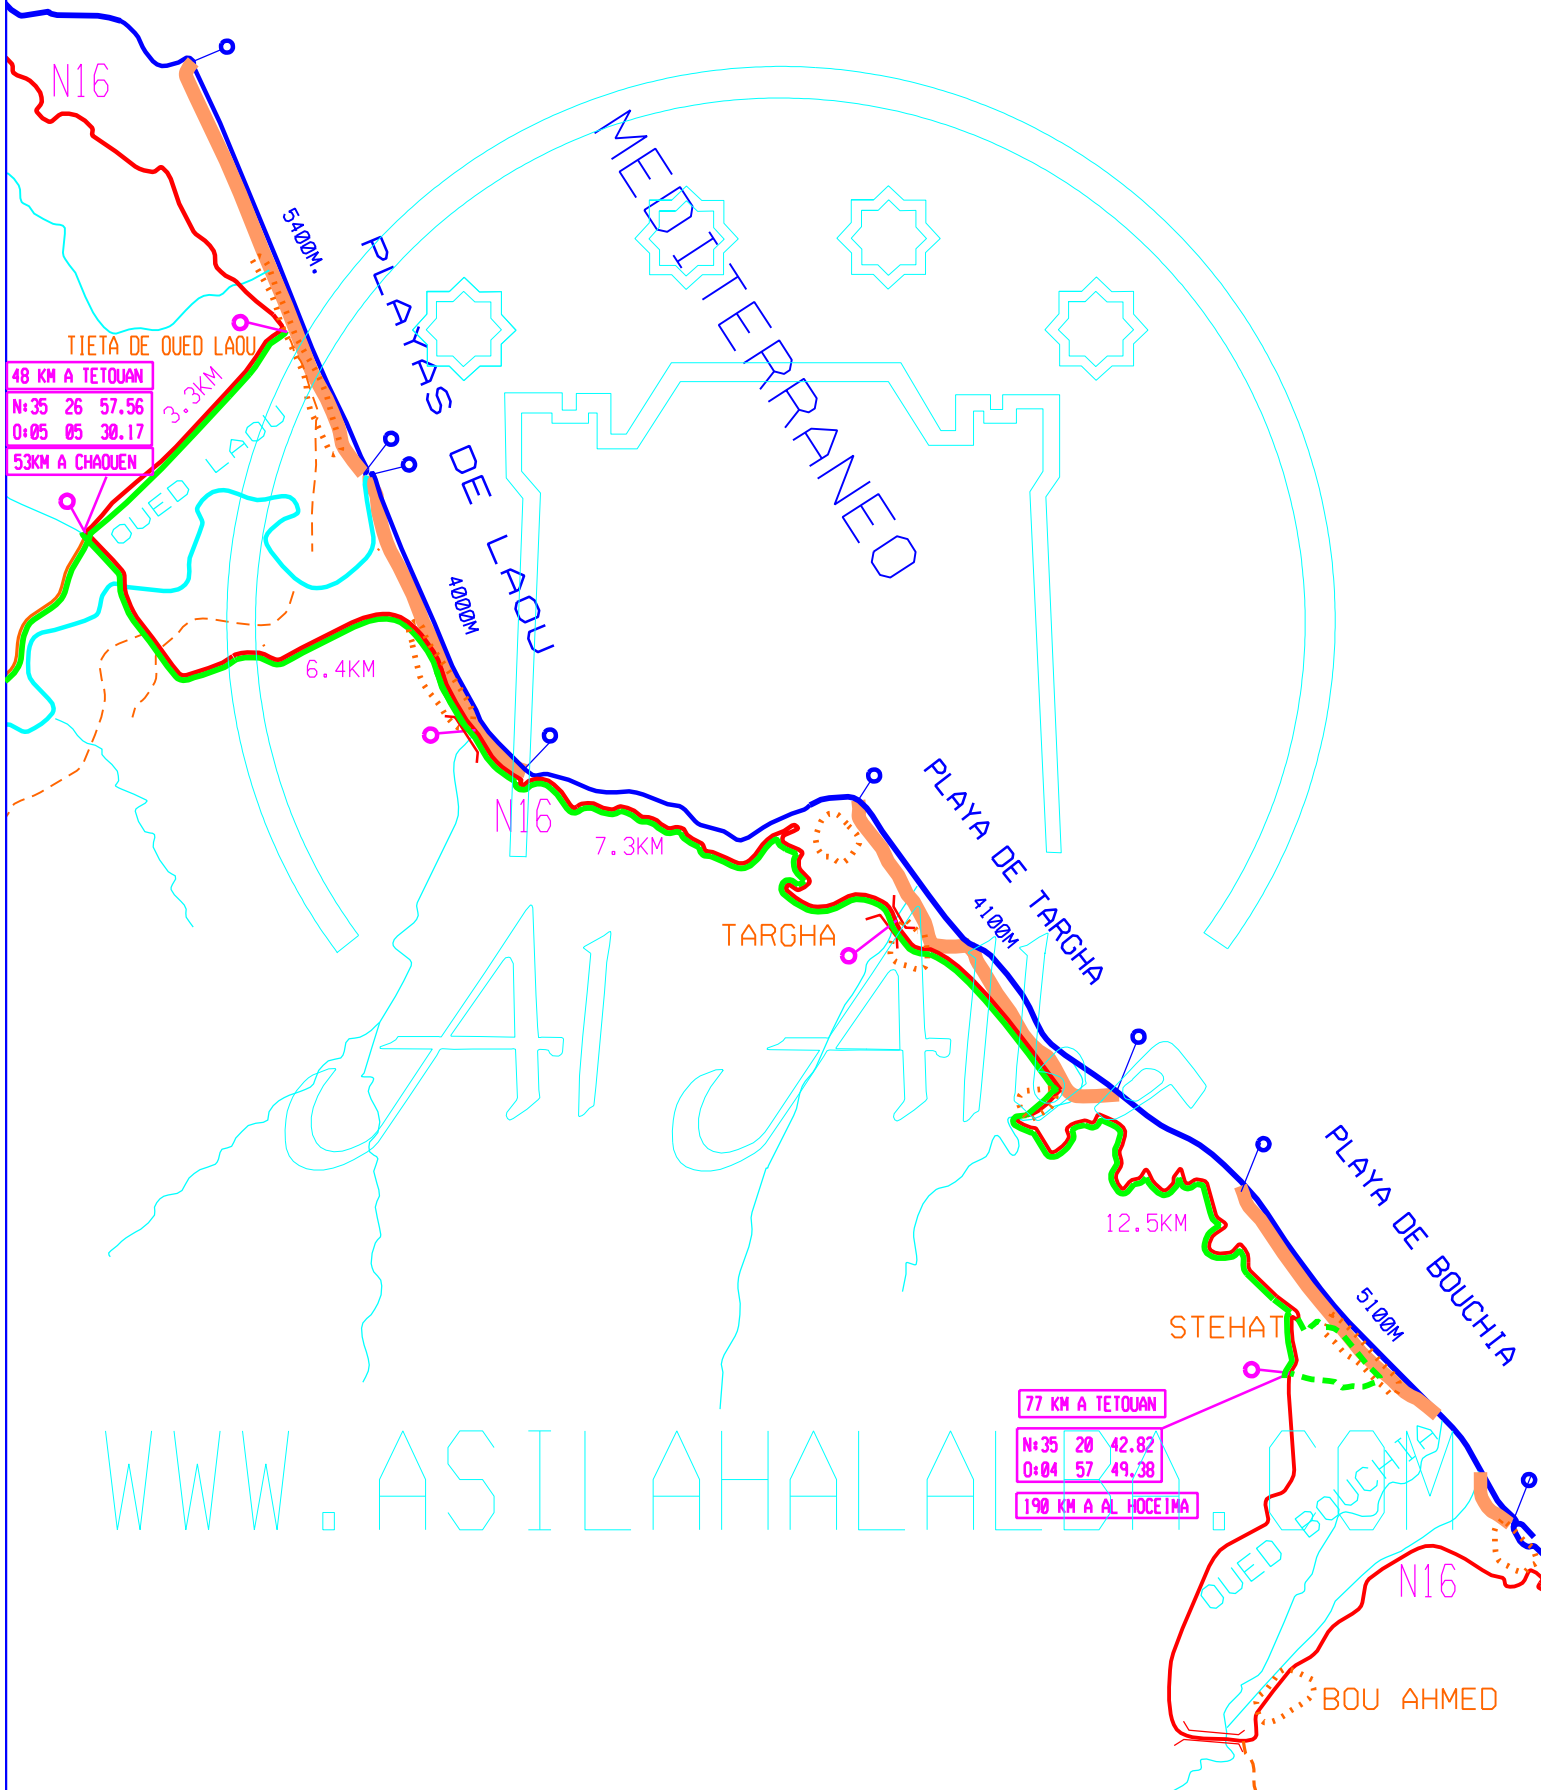 N16
MEDITERRANEO
5400M.
PLAYAS DE LAOU
TIETA DE OUED LAOU
48 KM A TETOUAN
N:35 26 57.56
O:05 05 30.17
53KM A CHAOUEN
3.3KM
OUED LAOU
4000M
6.4KM
N16
7.3KM
PLAYA DE TARGHA
4100M
TARGHA
Al Alba
12.5KM
PLAYA DE BOUCHIA
5100M
STEHAT
77 KM A TETOUAN
N:35 20 42.82
O:04 57 49.38
190 KM A AL HOCEIMA
WWW.ASILAHALALBA.COM
OUED BOUCHIA
N16
BOU AHMED